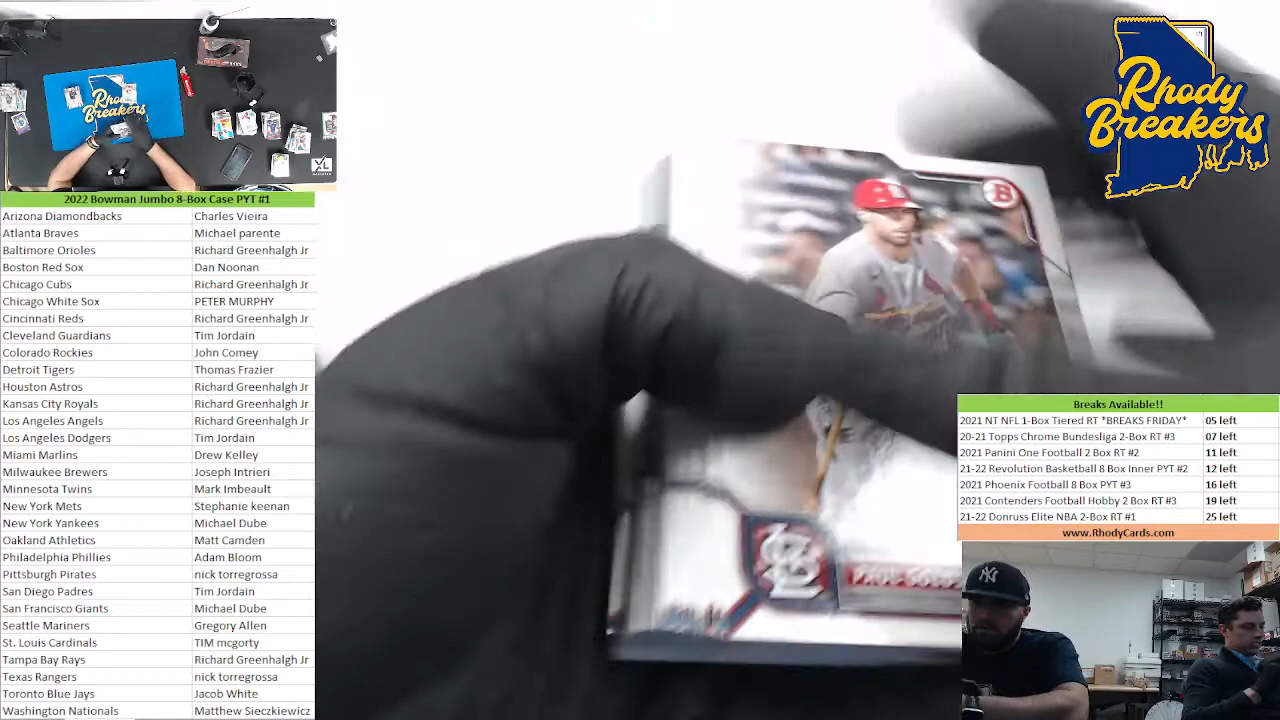 2022 Bowman Jumbo 8-Box Case PYT #1
Arizona Diamondbacks Charles Vieira
Atlanta Braves Michael parente
Baltimore Orioles Richard Greenhalgh Jr
Boston Red Sox Dan Noonan
Chicago Cubs Richard Greenhalgh Jr
Chicago White Sox PETER MURPHY
Cincinnati Reds Richard Greenhalgh Jr
Cleveland Guardians Tim Jordain
Colorado Rockies John Comey
Detroit Tigers Thomas Frazier
Houston Astros Richard Greenhalgh Jr
Kansas City Royals Richard Greenhalgh Jr
Los Angeles Angels Richard Greenhalgh Jr
Los Angeles Dodgers Tim Jordain
Miami Marlins Drew Kelley
Milwaukee Brewers Joseph Intrieri
Minnesota Twins Mark Imbeault
New York Mets Stephanie keenan
New York Yankees Michael Dube
Oakland Athletics Matt Camden
Philadelphia Phillies Adam Bloom
Pittsburgh Pirates nick torregrossa
San Diego Padres Tim Jordain
San Francisco Giants Michael Dube
Seattle Mariners Gregory Allen
St. Louis Cardinals TIM mcgorty
Tampa Bay Rays Richard Greenhalgh Jr
Texas Rangers nick torregrossa
Toronto Blue Jays Jacob White
Washington Nationals Matthew Sieczkiewicz
Rhody
Breakers
XL
B
STL
Rhody
Breakers
Breaks Available!!
2021 NT NFL 1-Box Tiered RT *BREAKS FRIDAY* 05 left
20-21 Topps Chrome Bundesliga 2-Box RT #3 07 left
2021 Panini One Football 2 Box RT #2 11 left
21-22 Revolution Basketball 8 Box Inner PYT #2 12 left
2021 Phoenix Football 8 Box PYT #3 16 left
2021 Contenders Football Hobby 2 Box RT #3 19 left
21-22 Donruss Elite NBA 2-Box RT #1 25 left
www.RhodyCards.com
NY